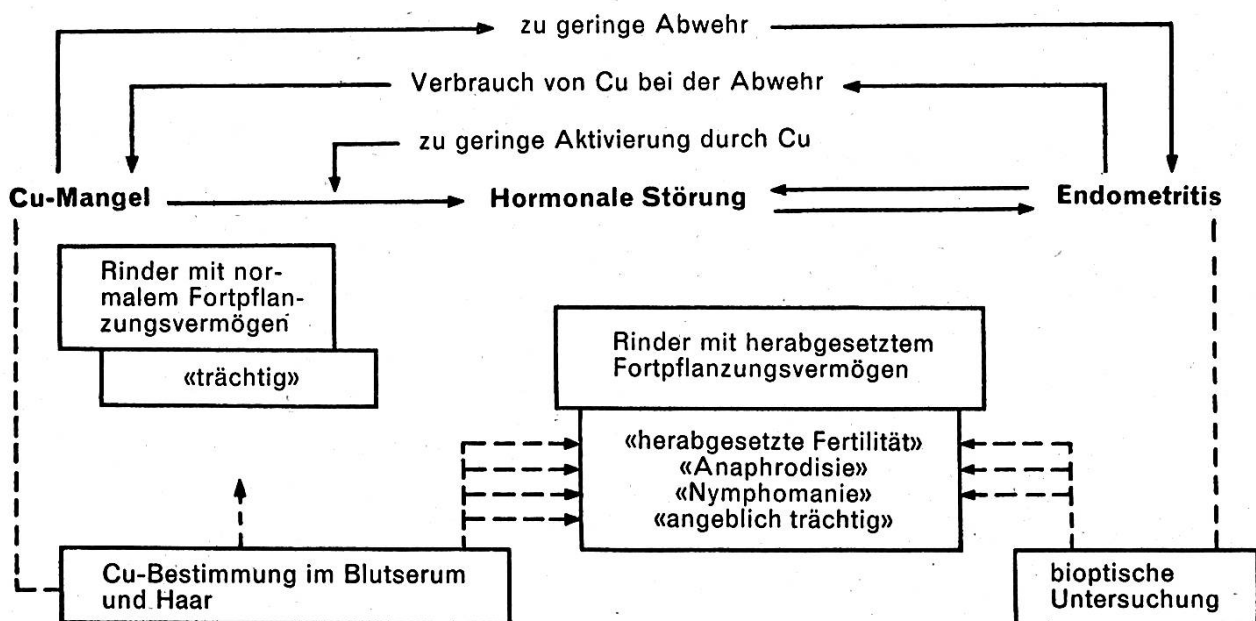 zu geringe Abwehr
Verbrauch von Cu bei der Abwehr
zu geringe Aktivierung durch Cu
Cu-Mangel
Hormonale Störung
Endometritis
Rinder mit nor-
malem Fortpflan-
zungsvermögen
«trächtig»
Rinder mit herabgesetztem
Fortpflanzungsvermögen
«herabgesetzte Fertilität»
«Anaphrodisie»
«Nymphomanie»
«angeblich trächtig»
Cu-Bestimmung im Blutserum
und Haar
bioptische
Untersuchung